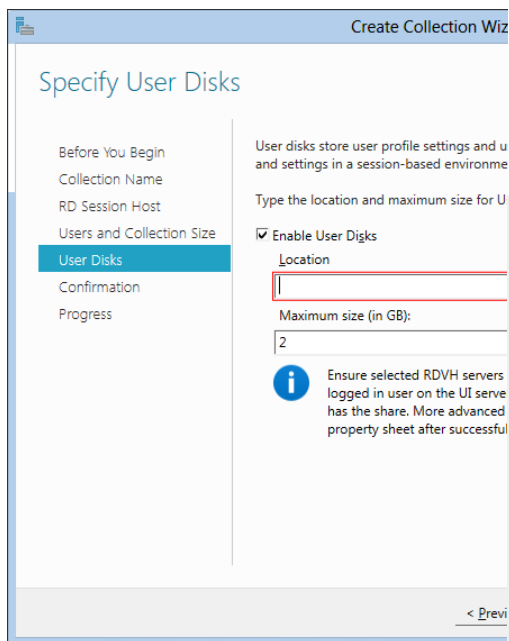 Create Collection Wiz
Specify User Disks
Before You Begin
Collection Name
RD Session Host
Users and Collection Size
User Disks
Confirmation
Progress
User disks store user profile settings and u
and settings in a session-based environme
Type the location and maximum size for U
Enable User Disks
Location
Maximum size (in GB):
2
Ensure selected RDVH servers
logged in user on the UI serve
has the share. More advanced
property sheet after successful
< Previ